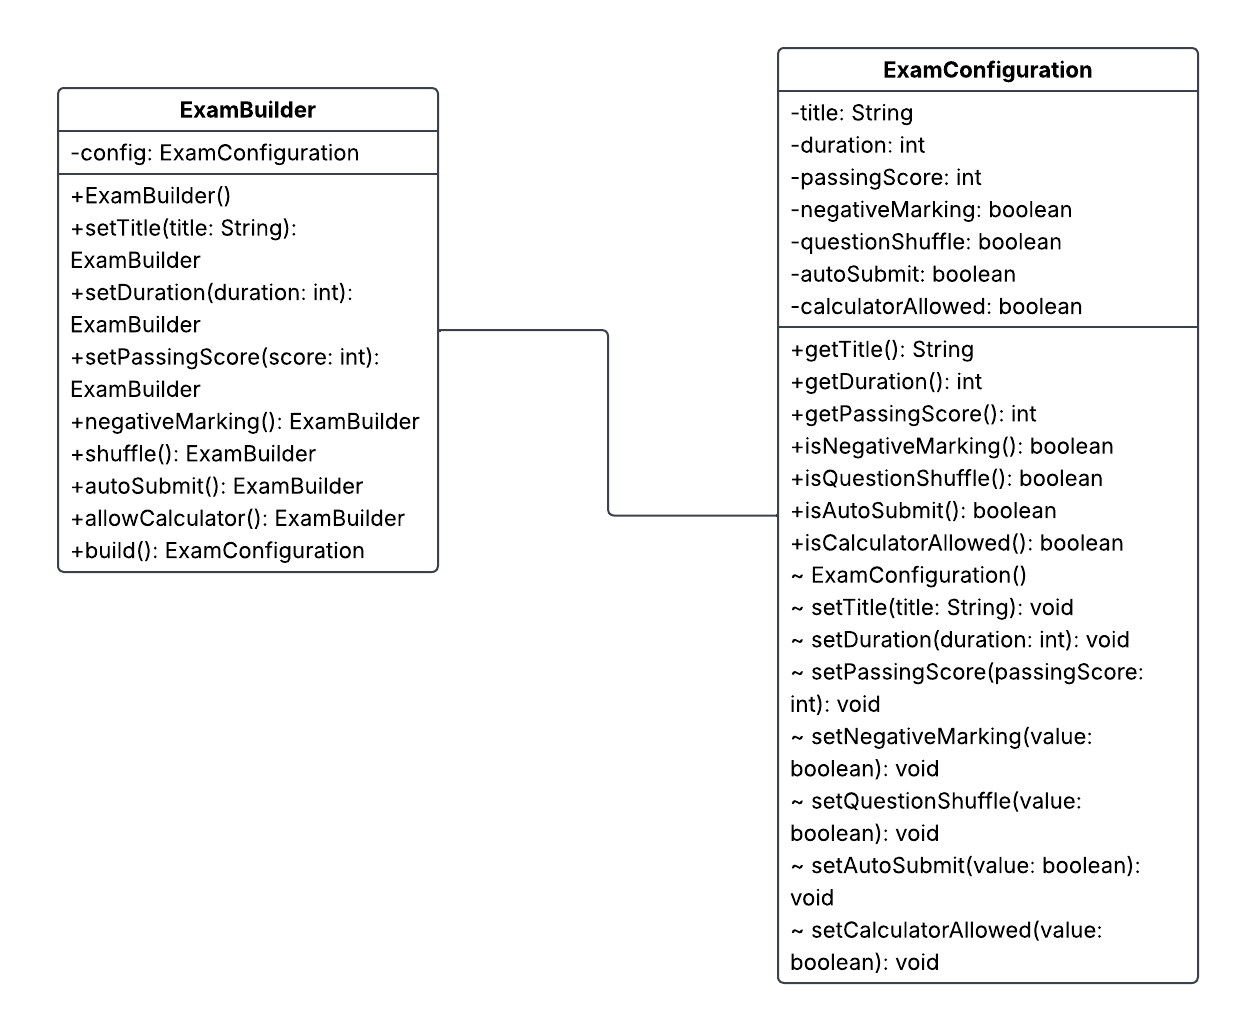 ExamBuilder
-config: ExamConfiguration
+ExamBuilder()
+setTitle(title: String):
ExamBuilder
+setDuration(duration: int):
ExamBuilder
+setPassingScore(score: int):
ExamBuilder
+negativeMarking(): ExamBuilder
+shuffle(): ExamBuilder
+autoSubmit(): ExamBuilder
+allowCalculator(): ExamBuilder
+build(): ExamConfiguration
ExamConfiguration
-title: String
-duration: int
-passingScore: int
-negativeMarking: boolean
-questionShuffle: boolean
-autoSubmit: boolean
-calculatorAllowed: boolean
+getTitle(): String
+getDuration(): int
+getPassingScore(): int
+isNegativeMarking(): boolean
+isQuestionShuffle(): boolean
+isAutoSubmit(): boolean
+isCalculatorAllowed(): boolean
~ ExamConfiguration()
~ setTitle(title: String): void
~ setDuration(duration: int): void
~ setPassingScore(passingScore:
int): void
~ setNegativeMarking(value:
boolean): void
~ setQuestionShuffle(value:
boolean): void
~ setAutoSubmit(value: boolean):
void
~ setCalculatorAllowed(value:
boolean): void